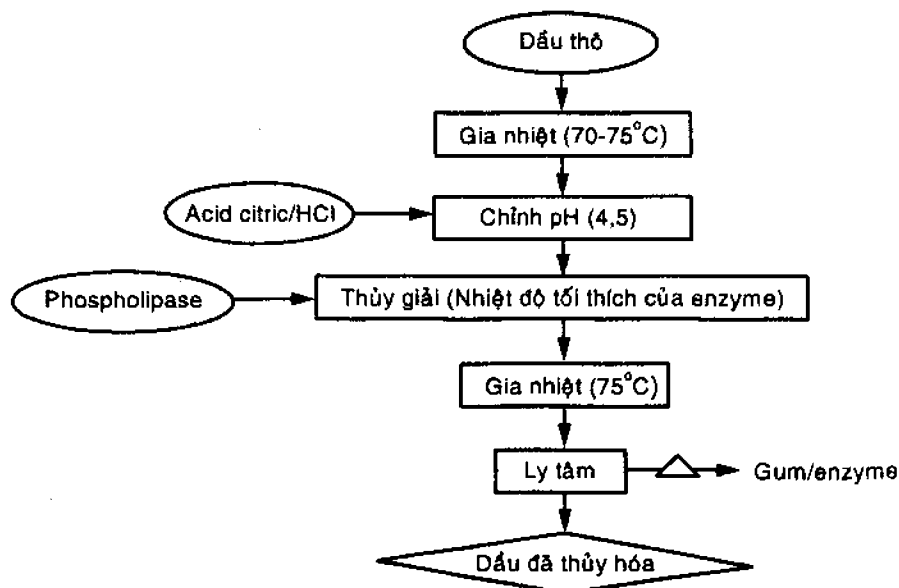 Dầu thô
Gia nhiệt (70-75°C)
Acid citric/HCl
Chỉnh pH (4,5)
Phospholipase
Thủy giải (Nhiệt độ tối thích của enzyme)
Gia nhiệt (75°C)
Ly tâm
Gum/enzyme
Dầu đã thủy hóa